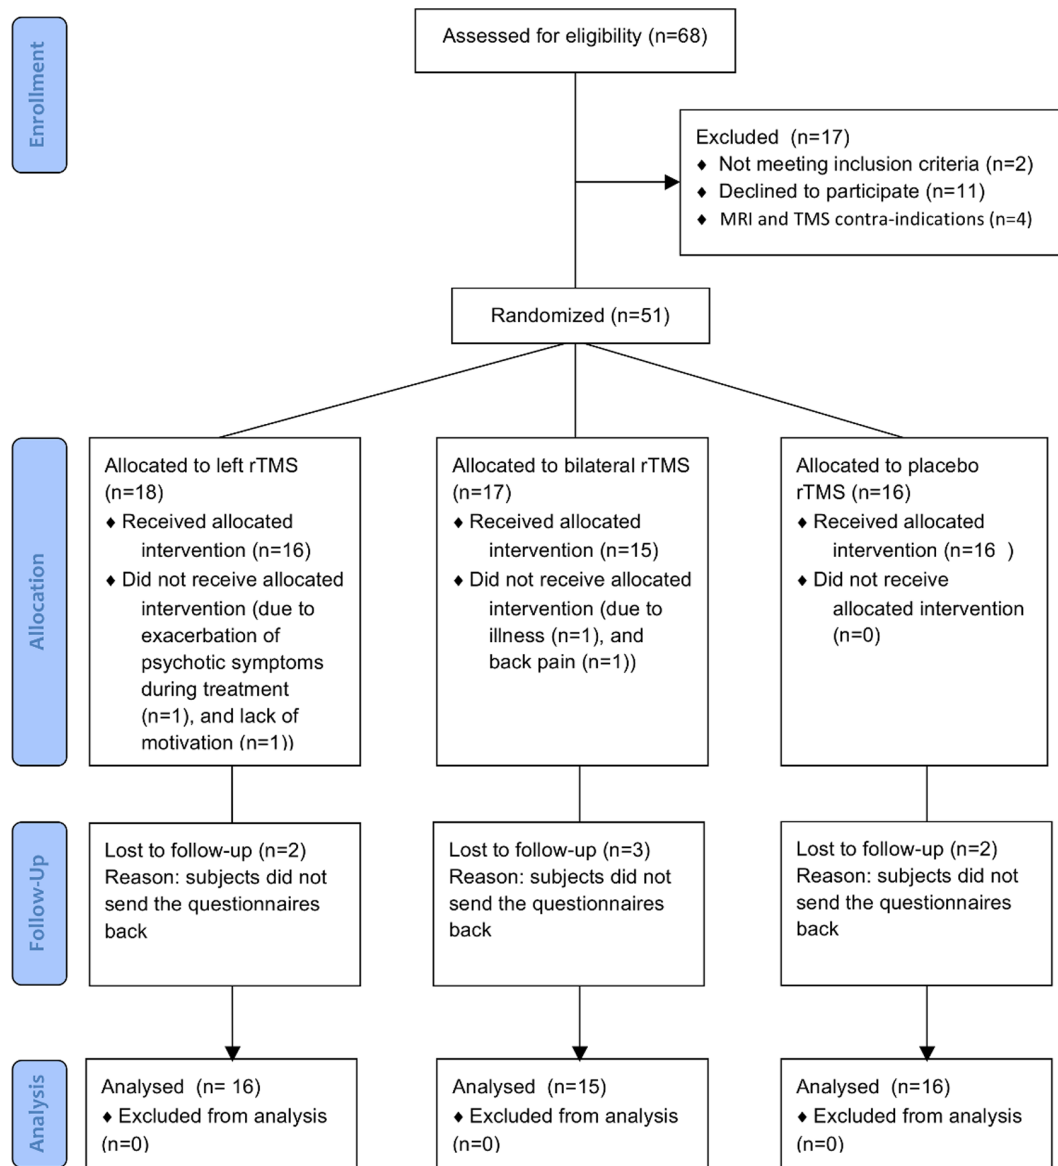 Enrollment
Assessed for eligibility (n=68)
Excluded (n=17)
♦ Not meeting inclusion criteria (n=2)
♦ Declined to participate (n=11)
♦ MRI and TMS contra-indications (n=4)
Randomized (n=51)
Allocation
Allocated to left rTMS
(n=18)
♦ Received allocated
intervention (n=16)
♦ Did not receive allocated
intervention (due to
exacerbation of
psychotic symptoms
during treatment
(n=1), and lack of
motivation (n=1))
Allocated to bilateral rTMS
(n=17)
♦ Received allocated
intervention (n=15)
♦ Did not receive allocated
intervention (due to
illness (n=1), and
back pain (n=1))
Allocated to placebo
rTMS (n=16)
♦ Received allocated
intervention (n=16 )
♦ Did not receive
allocated intervention
(n=0)
Follow-Up
Lost to follow-up (n=2)
Reason: subjects did not
send the questionnaires
back
Lost to follow-up (n=3)
Reason: subjects did not
send the questionnaires
back
Lost to follow-up (n=2)
Reason: subjects did not
send the questionnaires
back
Analysis
Analysed (n= 16)
♦ Excluded from analysis
(n=0)
Analysed (n=15)
♦ Excluded from analysis
(n=0)
Analysed (n=16)
♦ Excluded from analysis
(n=0)